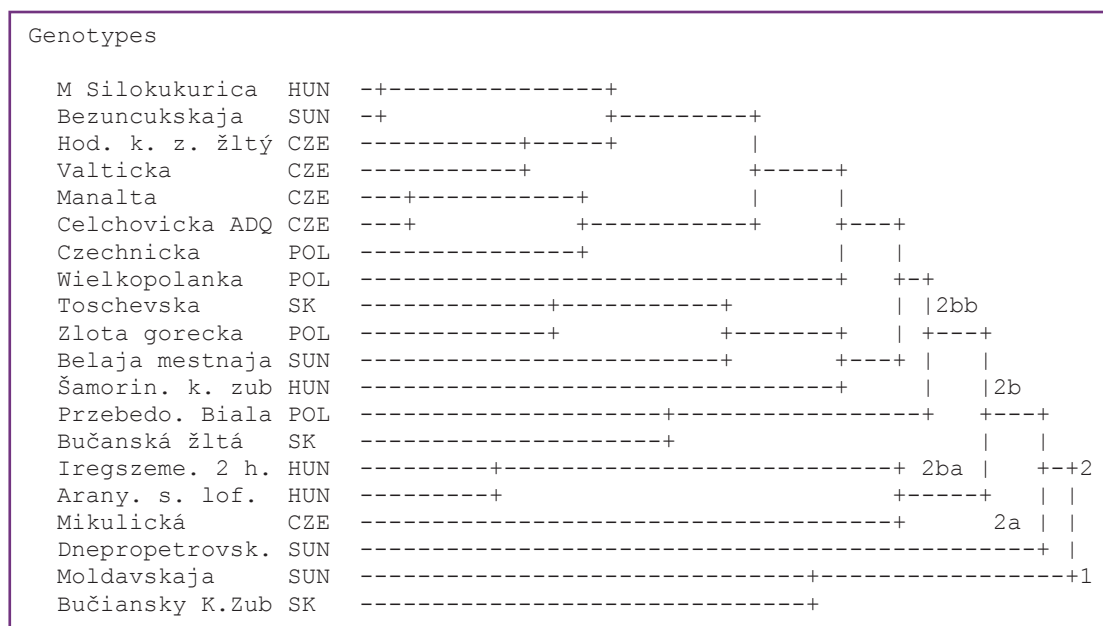 Genotypes
M Silokukurica HUN -+---------------+
Bezuncukskaja SUN -+ +---------+
Hod. k. z. žltý CZE -----------+-----+ |
Valticka CZE -----------+ +-----+
Manalta CZE ---+-----------+ | |
Celchovicka ADQ CZE ---+ +-----------+ +---+
Czechnicka POL ---------------+ | |
Wielkopolanka POL ---------------------------------+ +-+
Toschevska SK -------------+-----------+ | |2bb
Zlota gorecka POL -------------+ +-------+ | +---+
Belaja mestnaja SUN -------------------------+ +---+ | |
Šamorin. k. zub HUN ---------------------------------+ | |2b
Przebedo. Biala POL ---------------------+-----------------+ +---+
Bučanská žltá SK ---------------------+ | |
Iregszeme. 2 h. HUN ---------+---------------------------+ 2ba | +-+2
Arany. s. lof. HUN ---------+ +-----+ | |
Mikulická CZE -------------------------------------+ 2a | |
Dnepropetrovsk. SUN -----------------------------------------------+ |
Moldavskaja SUN -------------------------------+-----------------+1
Bučiansky K.Zub SK -------------------------------+